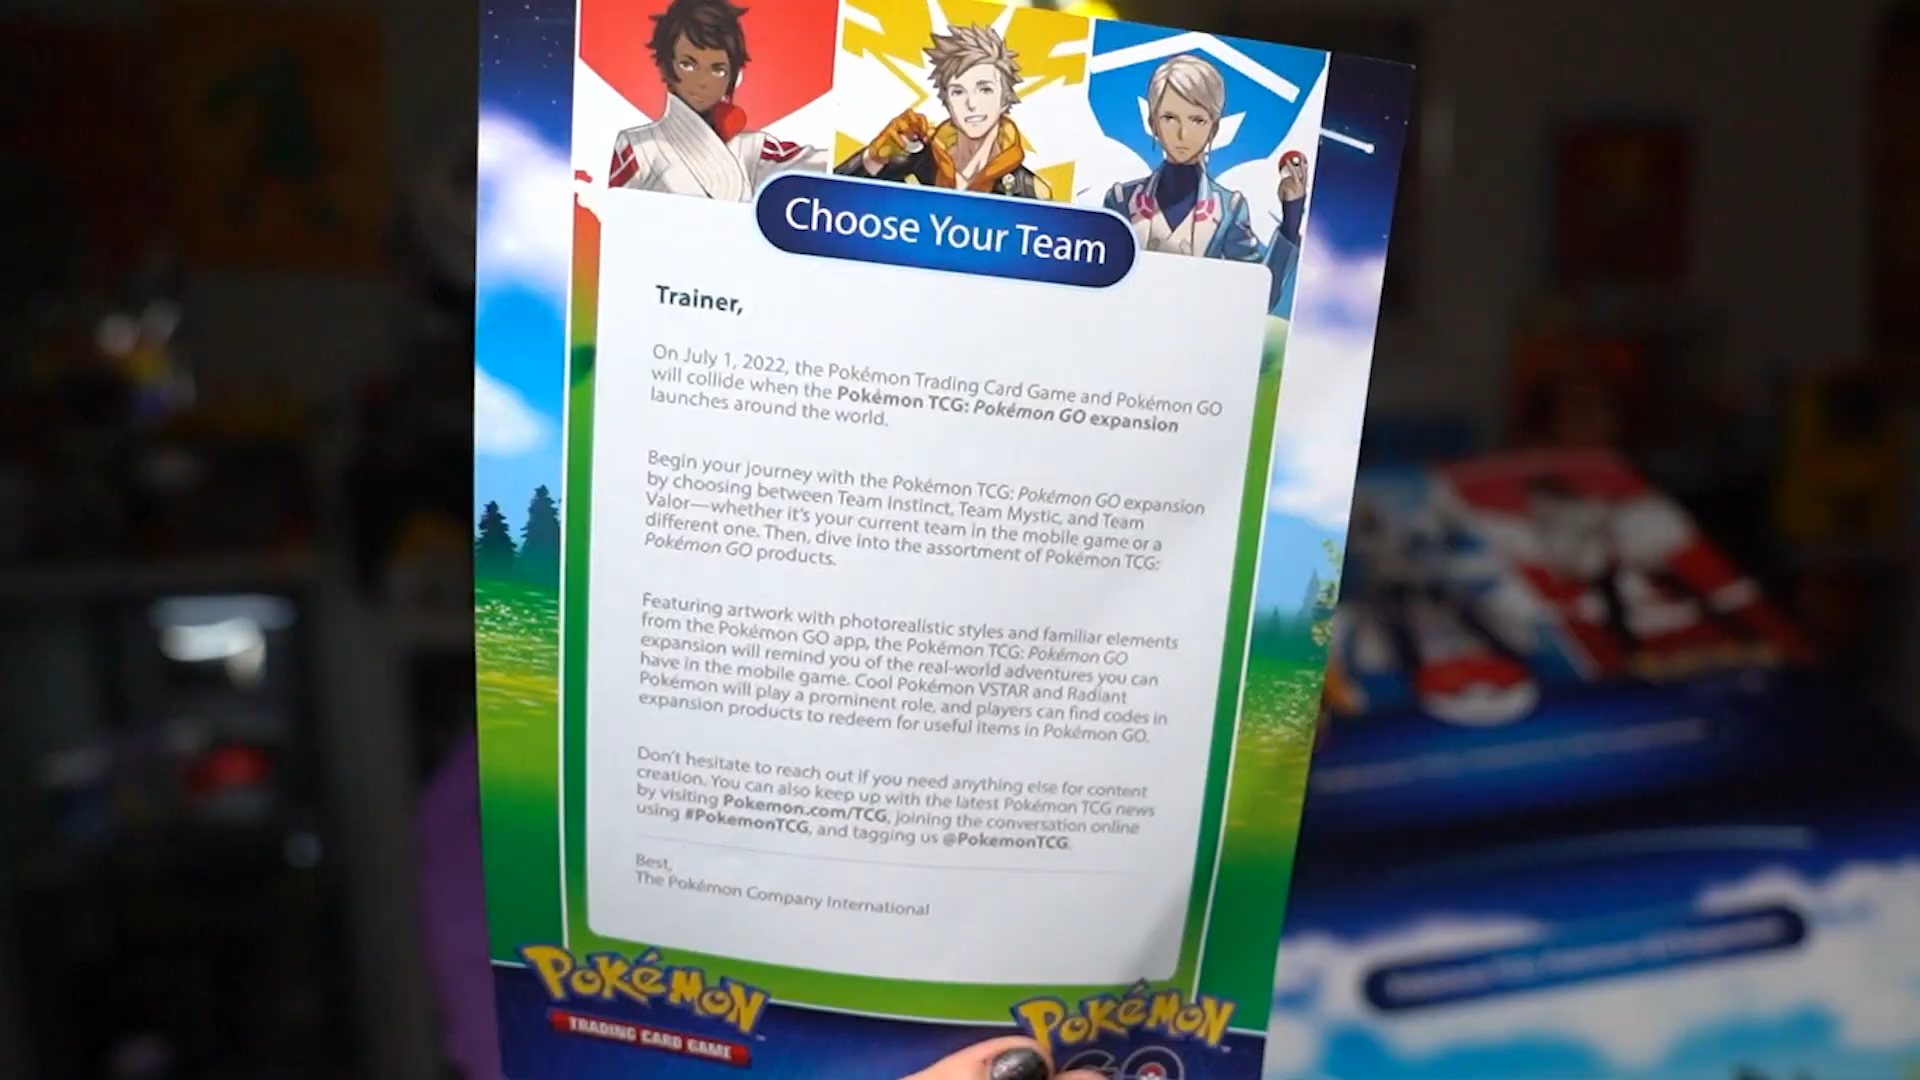 Choose Your Team
Trainer,
On July 1, 2022, the Pokémon Trading Card Game and Pokémon GO
will collide when the Pokémon TCG: Pokémon GO expansion
launches around the world.
Begin your journey with the Pokémon TCG: Pokémon GO expansion
by choosing between Team Instinct, Team Mystic, and Team
Valor—whether it's your current team in the mobile game or a
different one. Then, dive into the assortment of Pokémon TCG:
Pokémon GO products.
Featuring artwork with photorealistic styles and familiar elements
from the Pokémon GO app, the Pokémon TCG: Pokémon GO
expansion will remind you of the real-world adventures you can
have in the mobile game. Cool Pokémon VSTAR and Radiant
Pokémon will play a prominent role, and players can find codes in
expansion products to redeem for useful items in Pokémon GO.
Don't hesitate to reach out if you need anything else for content
creation. You can also keep up with the latest Pokémon TCG news
by visiting Pokemon.com/TCG, joining the conversation online
using #PokemonTCG, and tagging us @PokemonTCG.
Best,
The Pokémon Company International
POKéMON
TRADING CARD GAME
POKéMON
GO